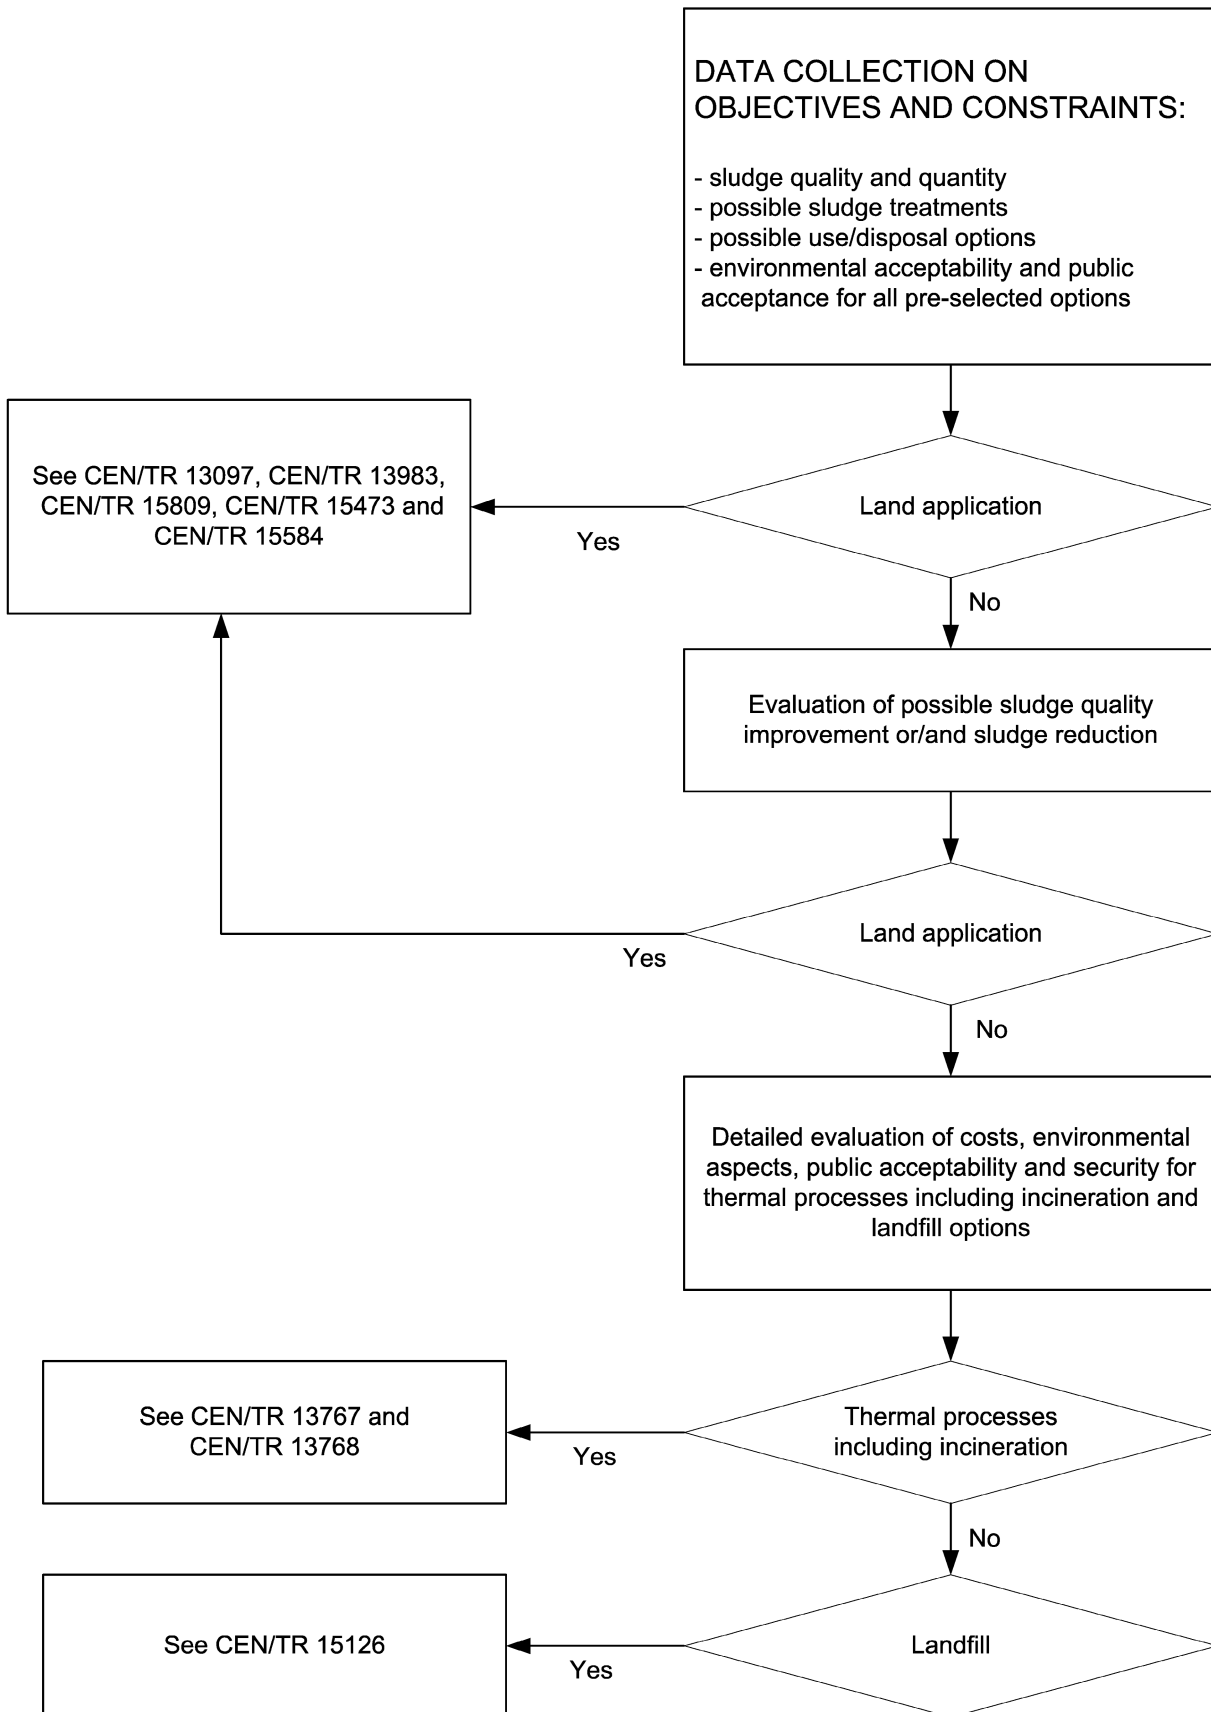 DATA COLLECTION ON
OBJECTIVES AND CONSTRAINTS:
- sludge quality and quantity
- possible sludge treatments
- possible use/disposal options
- environmental acceptability and public
acceptance for all pre-selected options
See CEN/TR 13097, CEN/TR 13983,
CEN/TR 15809, CEN/TR 15473 and
CEN/TR 15584
Land application
Yes
No
Evaluation of possible sludge quality
improvement or/and sludge reduction
Land application
Yes
No
Detailed evaluation of costs, environmental
aspects, public acceptability and security for
thermal processes including incineration and
landfill options
See CEN/TR 13767 and
CEN/TR 13768
Thermal processes
including incineration
Yes
No
See CEN/TR 15126
Landfill
Yes